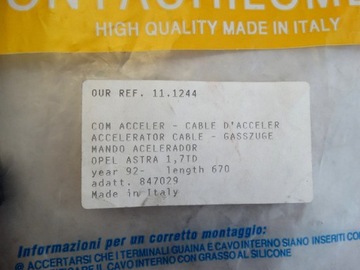 HIGH QUALITY MADE IN ITALY
OUR REF. 11.1244
COM ACCELER - CABLE D'ACCELER
ACCELERATOR CABLE - GASSZUGE
MANDO ACELERADOR
OPEL ASTRA 1,7TD
year 92- length 670
adatt. 847029
Made in Italy
Informazioni per un corretto montaggio:
ACCERTARSI CHE I TERMINALI GUAINA E CAVO INTERNO SIANO INSERITI
IL CAVO INTERNO CON GRASSO AL SILICONE